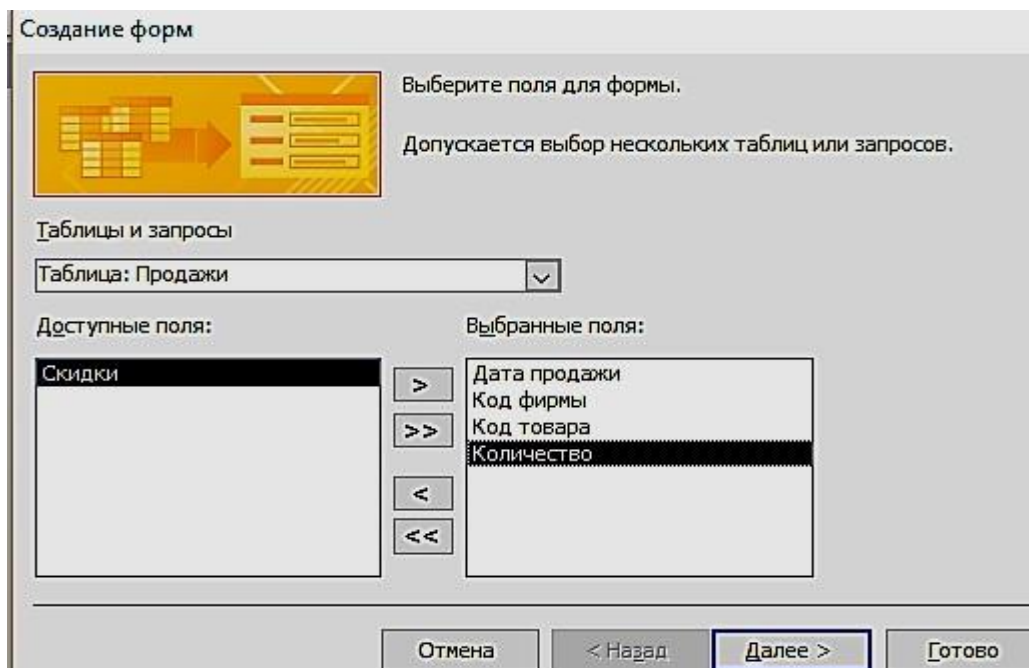 Создание форм
Выберите поля для формы.
Допускается выбор нескольких таблиц или запросов.
Таблицы и запросы
Таблица: Продажи
Доступные поля:
Выбранные поля:
Скидки
>
>>
<
<<
Дата продажи
Код фирмы
Код товара
Количество
Отмена
< Назад
Далее >
Готово